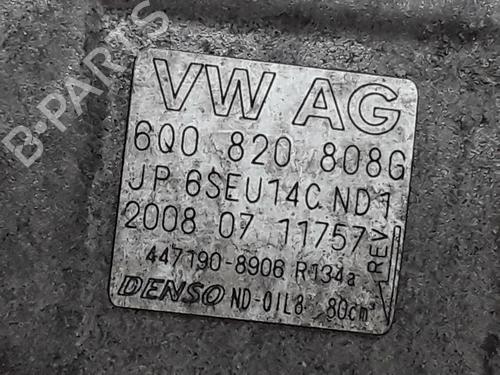 B-PARTS
VW AG
6Q0 820 808G
JP 6SEU14C ND1
2008 07 11757
REV
447190-8906 R134a
DENSO ND-OIL8 80cm³